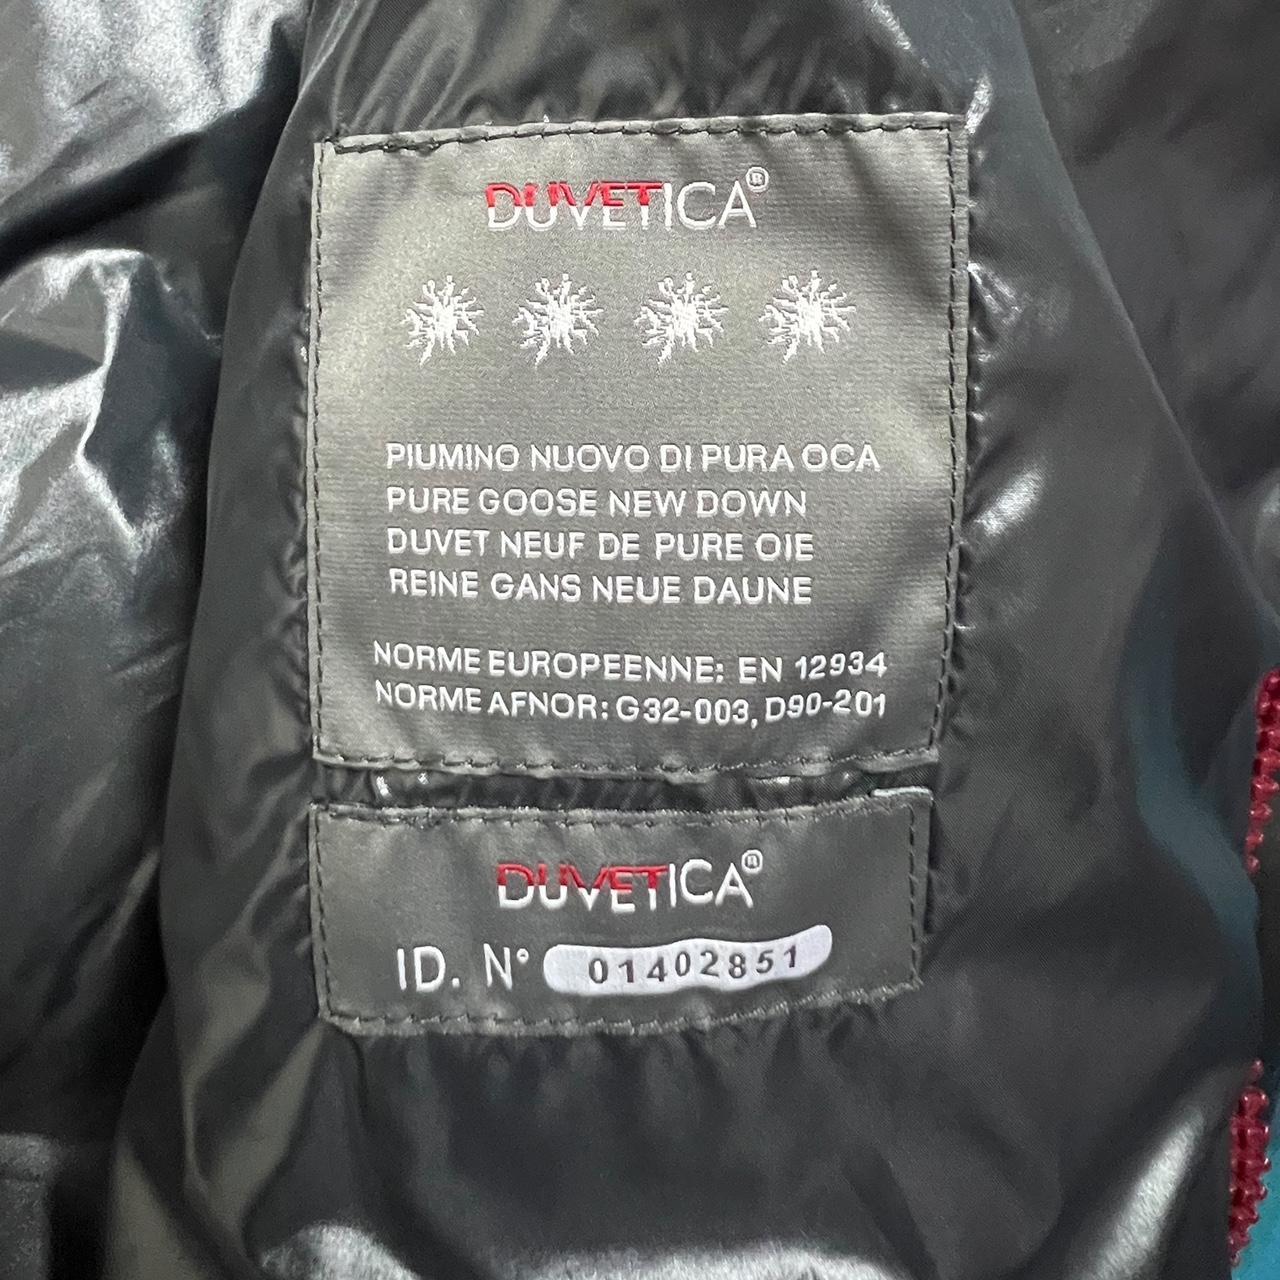 DUVETICA®
PIUMINO NUOVO DI PURA OCA
PURE GOOSE NEW DOWN
DUVET NEUF DE PURE OIE
REINE GANS NEUE DAUNE
NORME EUROPEENNE: EN 12934
NORME AFNOR: G32-003, D90-201
DUVETICA®
ID. N° 01402851